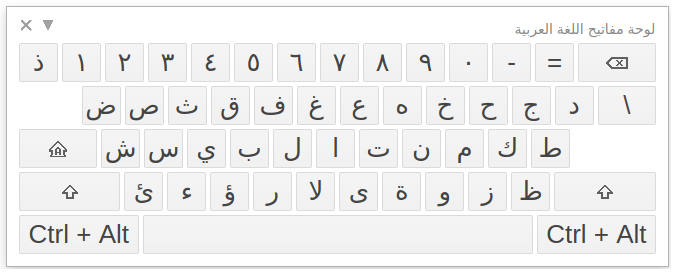 لوحة مفاتيح اللغة العربية
ذ ١ ٢ ٣ ٤ ٥ ٦ ٧ ٨ ٩ ٠ - =
ض ص ث ق ف غ ع ه خ ح ج د \
ش س ي ب ل ا ت ن م ك ط
ئ ء ؤ ر لا ى ة و ز ظ
Ctrl + Alt Ctrl + Alt